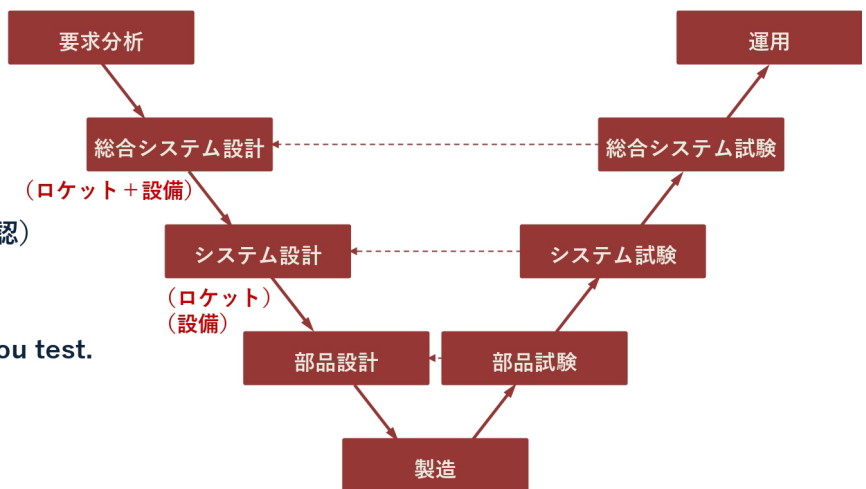 要求分析
運用
総合システム設計
総合システム試験
（ロケット＋設備）
認）
システム設計
システム試験
（ロケット）
（設備）
ou test.
部品設計
部品試験
製造